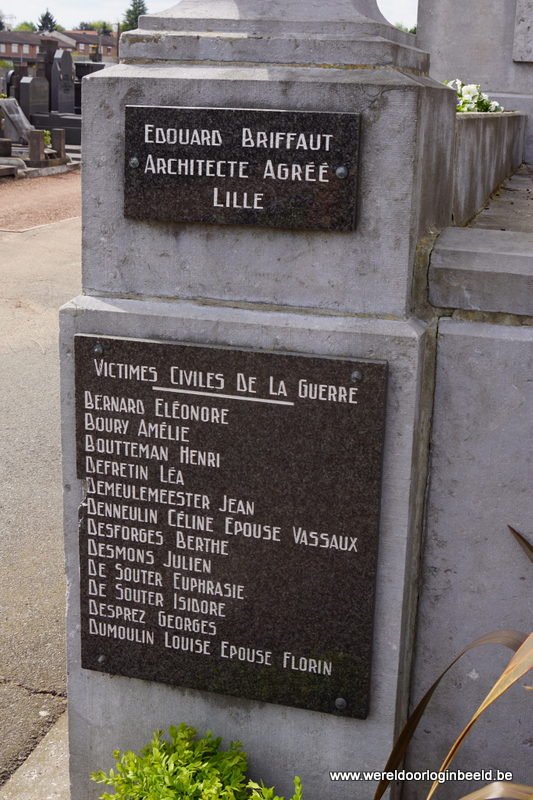 Edouard Briffaut
Architecte Agréé
Lille
Victimes Civiles De La Guerre
Bernard Eléonore
Boury Amélie
Boutteman Henri
Defretin Léa
Demeulemeester Jean
Denneulin Céline Epouse Vassaux
Desforges Berthe
Desmons Julien
De Souter Euphrasie
De Souter Isidore
Desprez Georges
Dumoulin Louise Epouse Florin
www.wereldoorloginbeeld.be